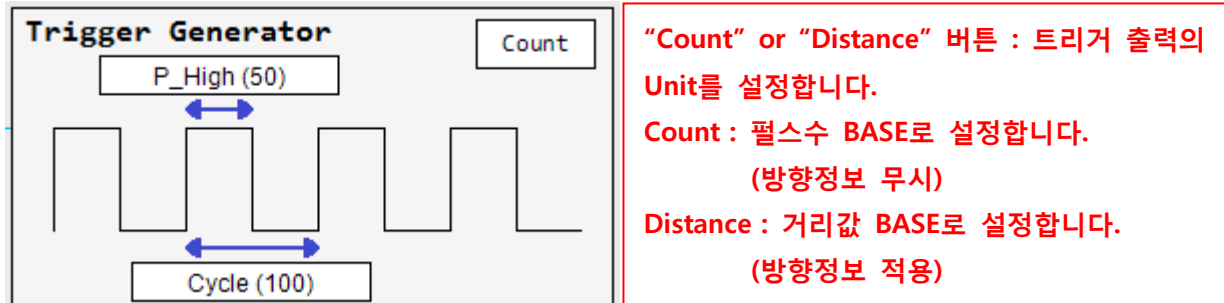 Trigger Generator
Count
P_High (50)
Cycle (100)
“Count” or “Distance” 버튼 : 트리거 출력의
Unit를 설정합니다.
Count : 펄스수 BASE로 설정합니다.
(방향정보 무시)
Distance : 거리값 BASE로 설정합니다.
(방향정보 적용)